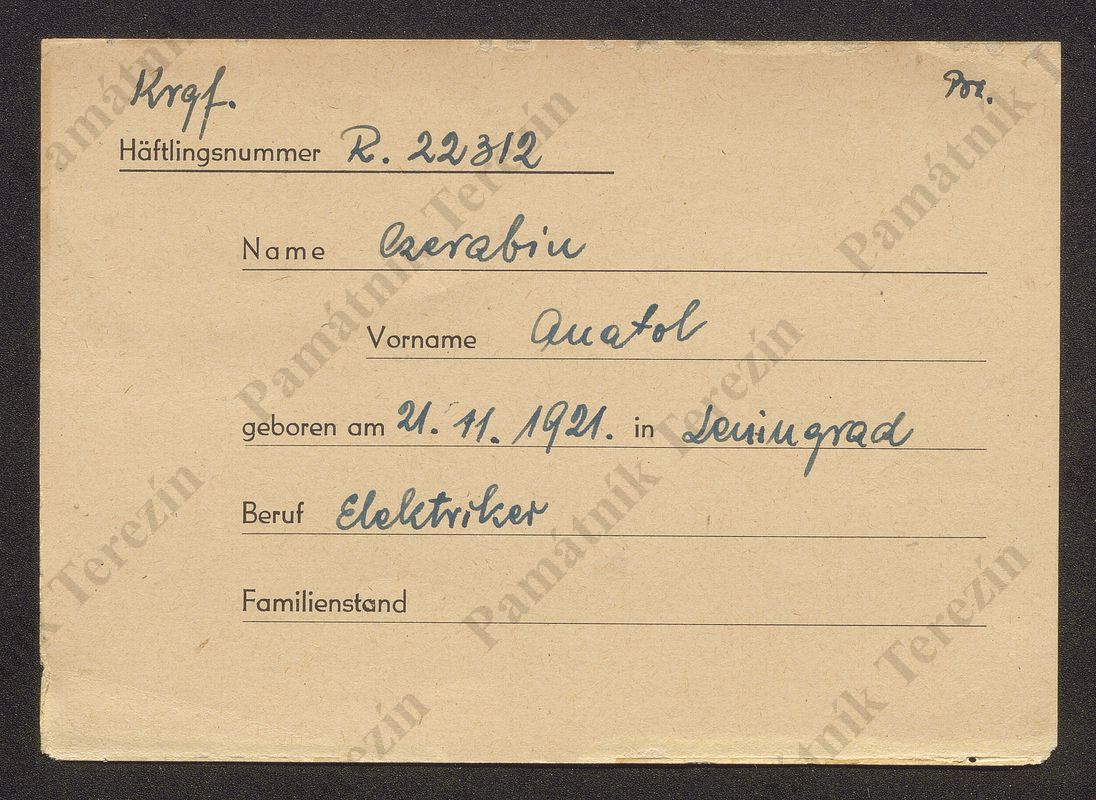 Krgf.
Häftlingsnummer R. 22312
Name Czerabin
Vorname Anatol
geboren am 21. 11. 1921. in Leningrad
Beruf Elektriker
Familienstand
Památník Terezín